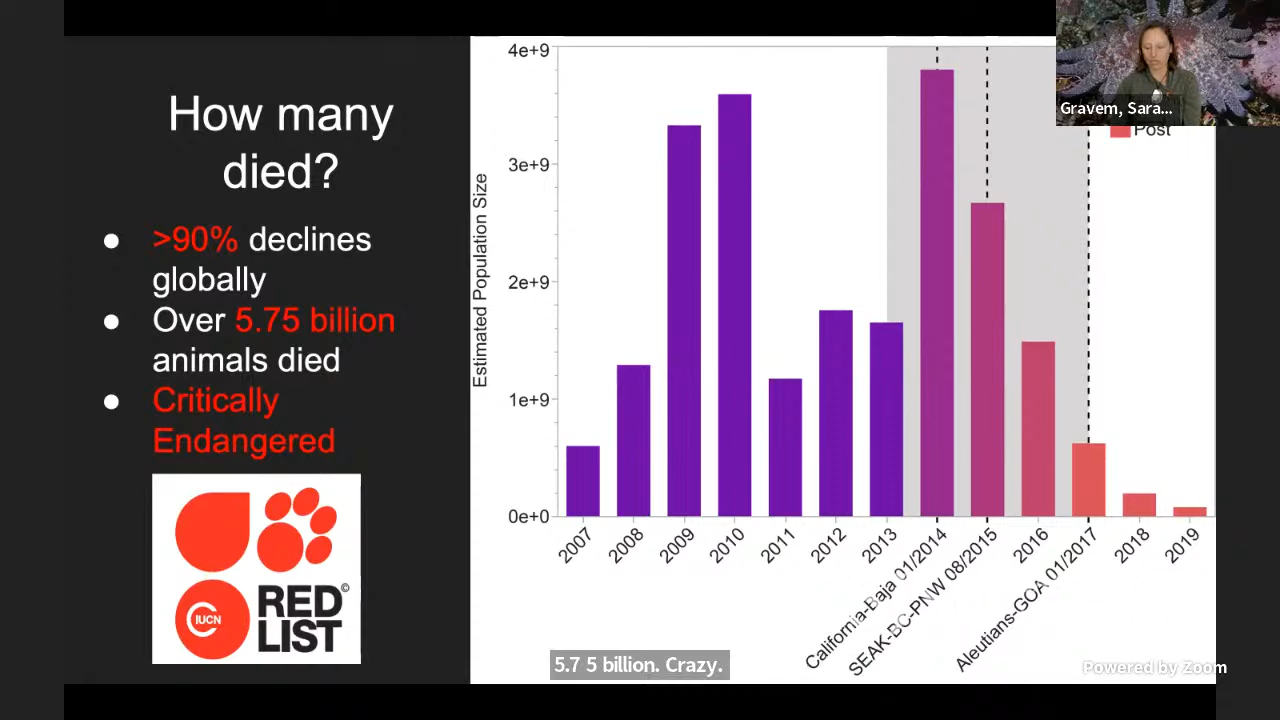 How many
died?
● >90% declines
globally
● Over 5.75 billion
animals died
● Critically
Endangered
IUCN
RED
LIST
©
Estimated Population Size
4e+9
3e+9
2e+9
1e+9
0e+0
2007
2008
2009
2010
2011
2012
2013
California-Baja 01/2014
SEAK-BC-PNW 08/2015
2016
Aleutians-GOA 01/2017
2018
2019
Post
Gravem, Sara...
5.7 5 billion. Crazy.
Powered by Zoom